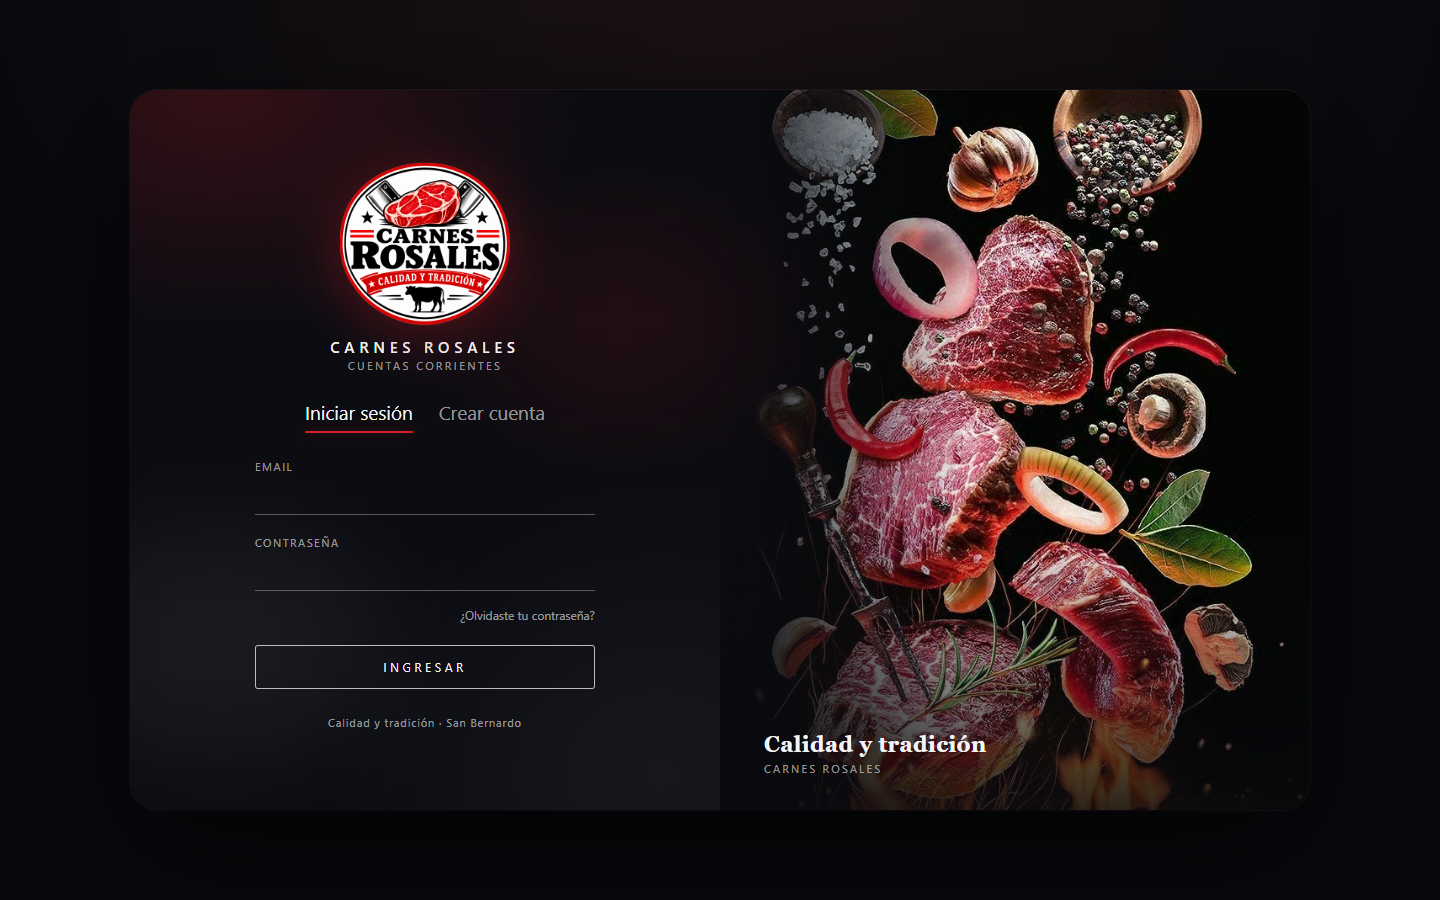 CARNES
ROSALES
CALIDAD Y TRADICIÓN
CARNES ROSALES
CUENTAS CORRIENTES
Iniciar sesión
Crear cuenta
EMAIL
CONTRASEÑA
¿Olvidaste tu contraseña?
INGRESAR
Calidad y tradición · San Bernardo
Calidad y tradición
CARNES ROSALES